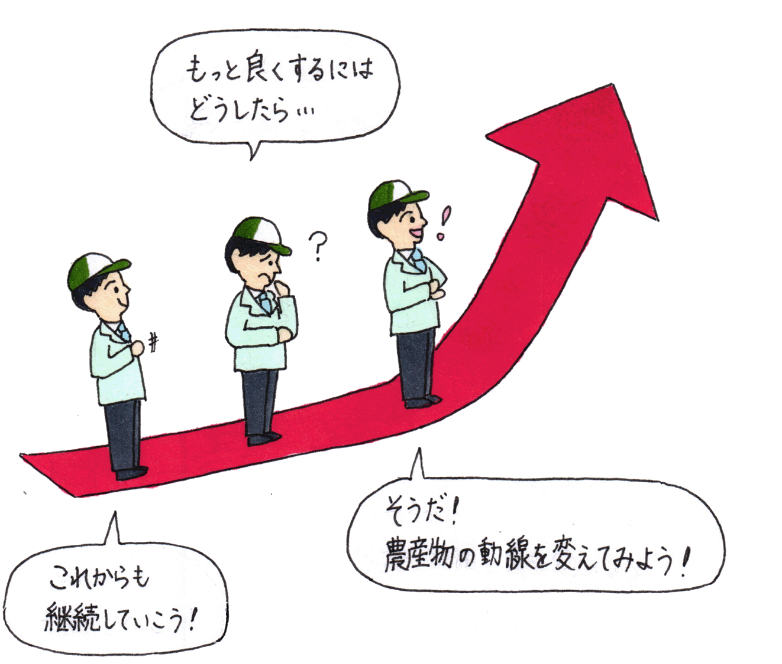 もっと良くするには
どうしたら…
?
!
そうだ!
農産物の動線を変えてみよう!
これからも
継続していこう!